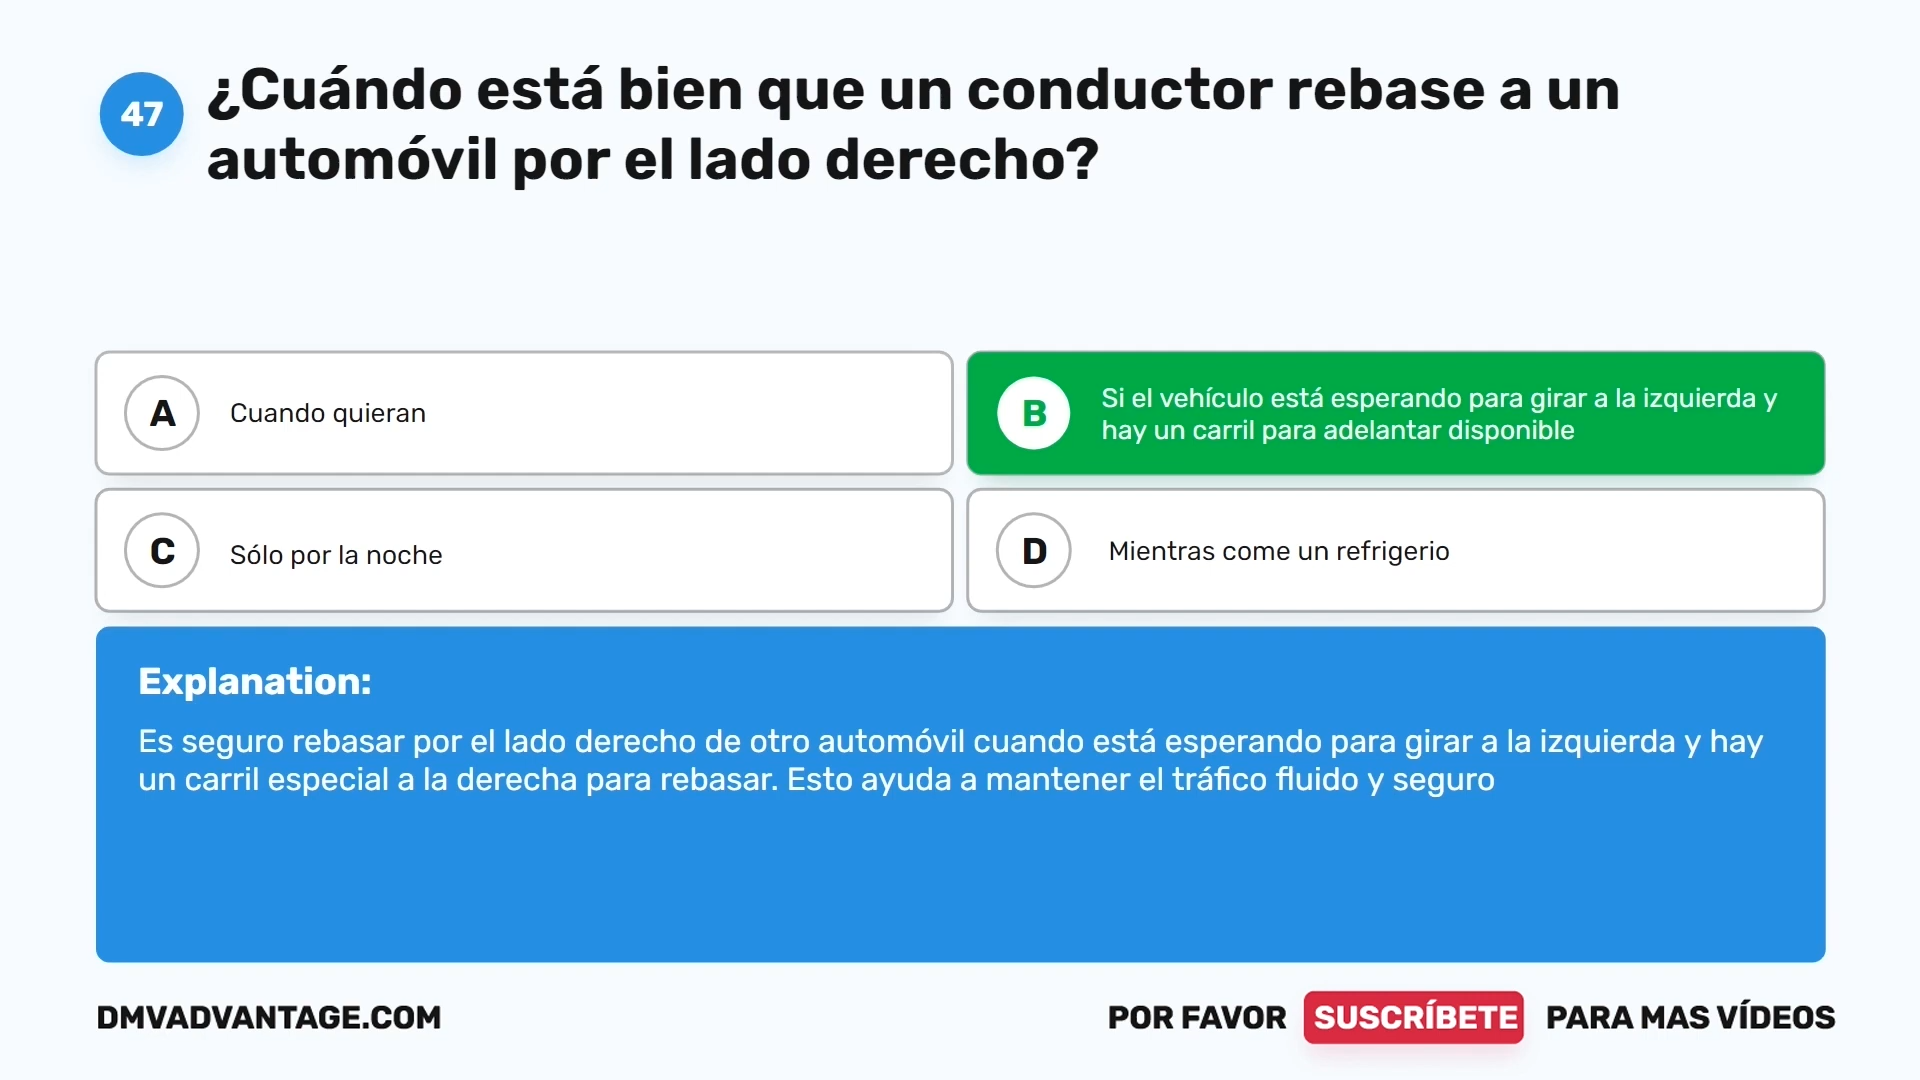 47
¿Cuándo está bien que un conductor rebase a un
automóvil por el lado derecho?
A
Cuando quieran
B
Si el vehículo está esperando para girar a la izquierda y
hay un carril para adelantar disponible
C
Sólo por la noche
D
Mientras come un refrigerio
Explanation:
Es seguro rebasar por el lado derecho de otro automóvil cuando está esperando para girar a la izquierda y hay
un carril especial a la derecha para rebasar. Esto ayuda a mantener el tráfico fluido y seguro
DMVADVANTAGE.COM
POR FAVOR SUSCRÍBETE PARA MAS VÍDEOS